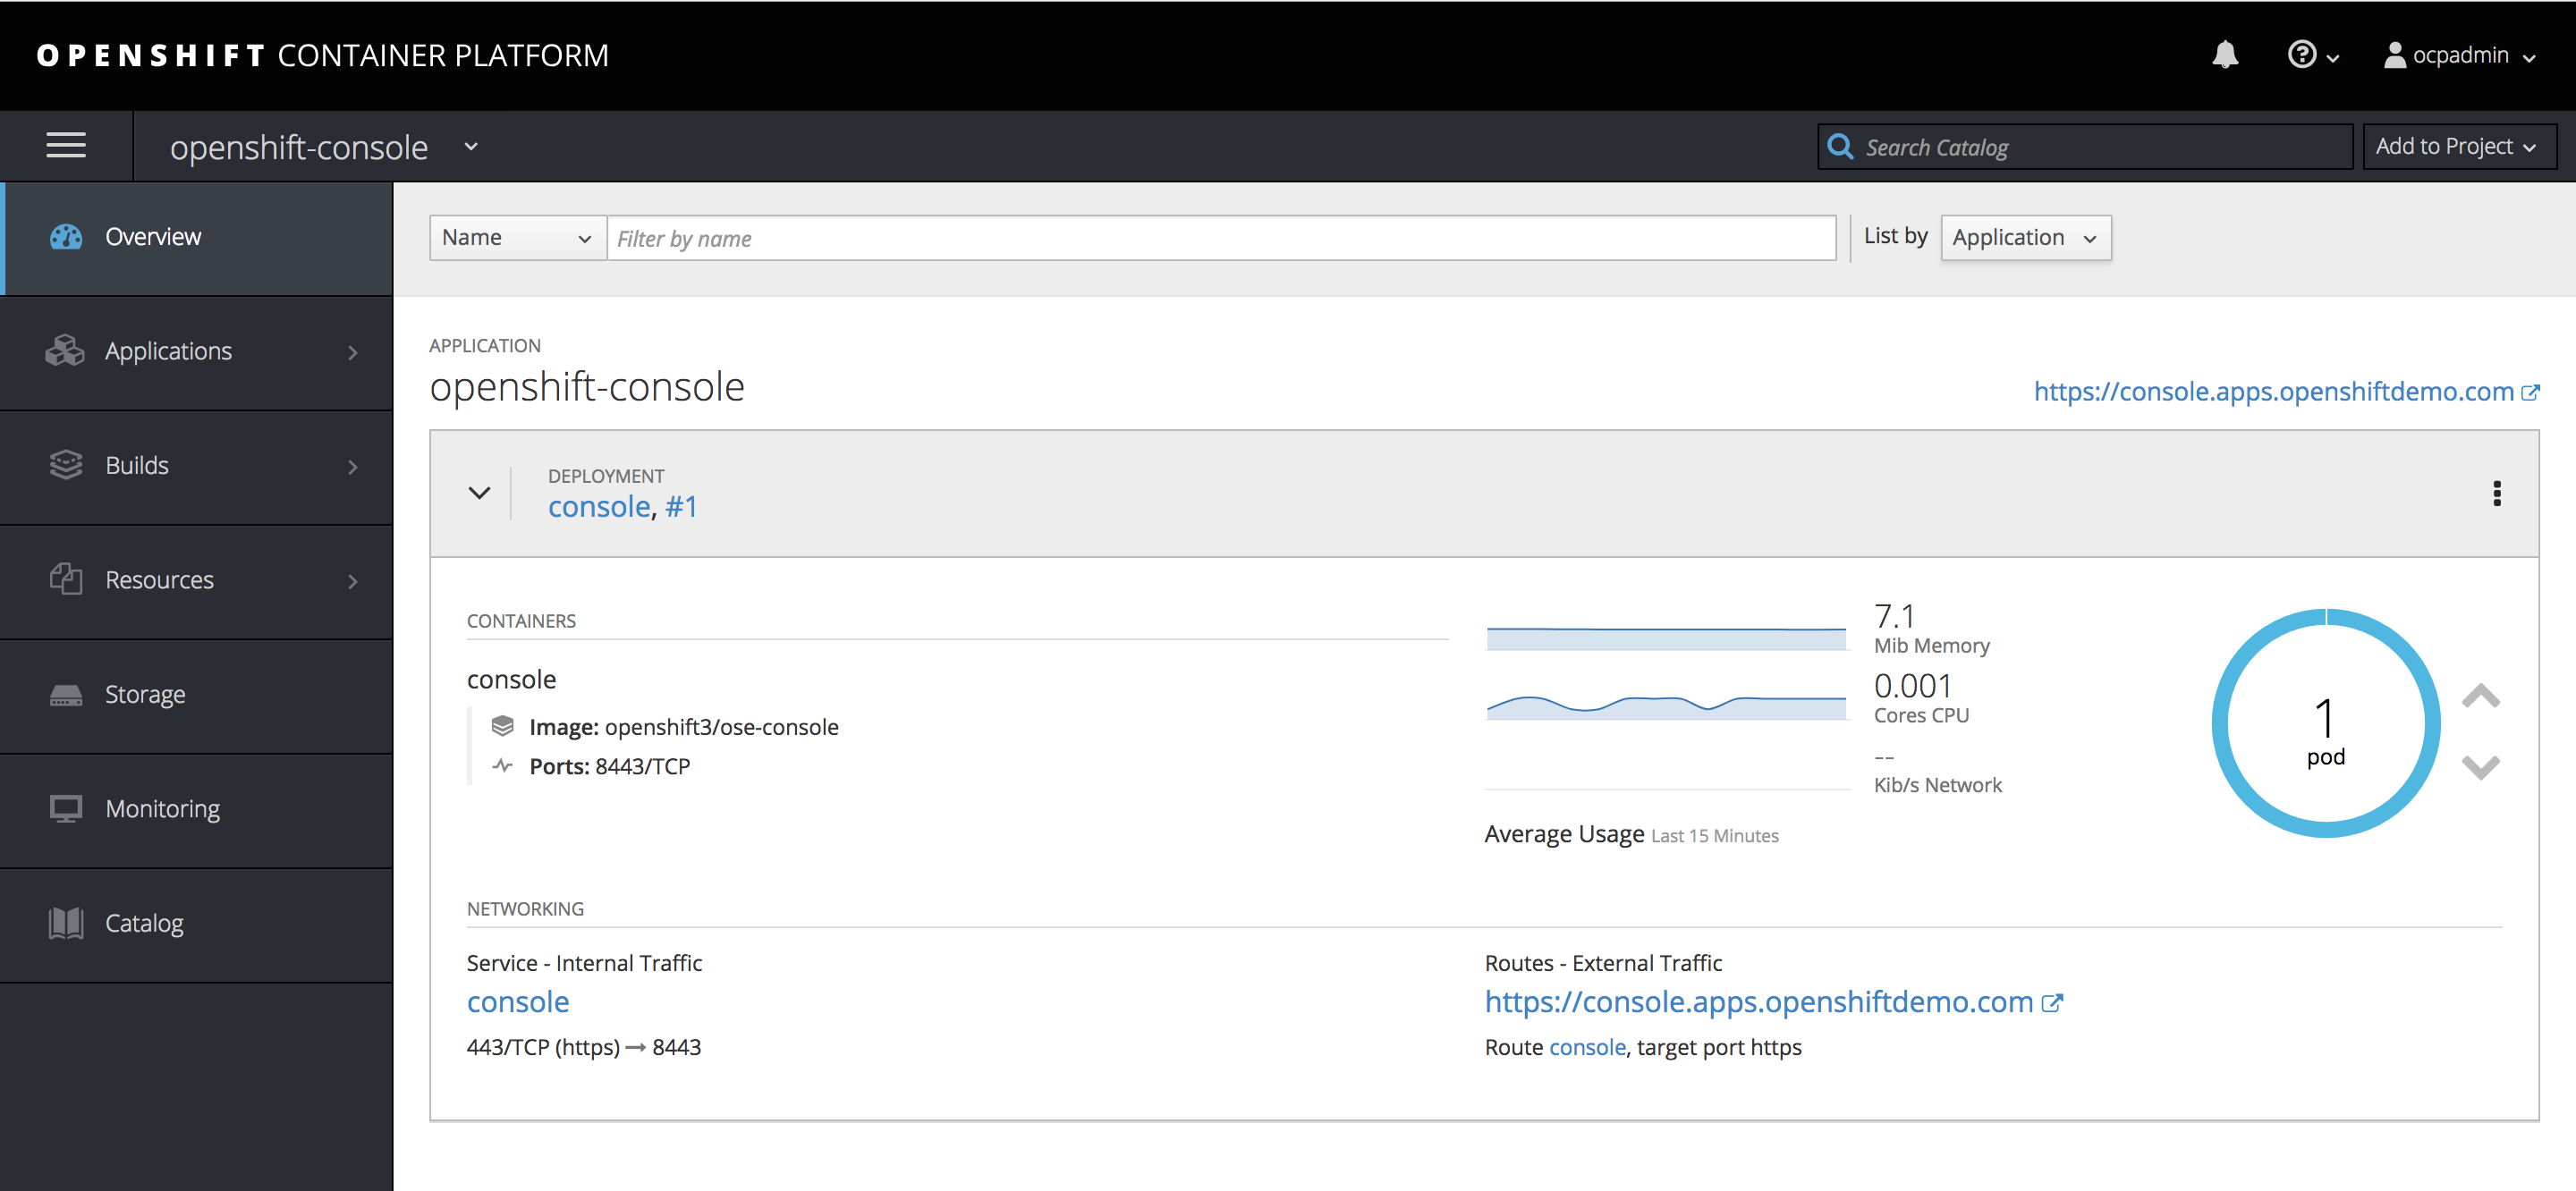 OPENSHIFT CONTAINER PLATFORM
ocpadmin
openshift-console
Search Catalog
Add to Project
Overview
Applications
Builds
Resources
Storage
Monitoring
Catalog
Name
Filter by name
List by
Application
APPLICATION
openshift-console
https://console.apps.openshiftdemo.com
DEPLOYMENT
console, #1
CONTAINERS
console
Image: openshift3/ose-console
Ports: 8443/TCP
7.1
Mib Memory
0.001
Cores CPU
--
Kib/s Network
Average Usage Last 15 Minutes
1
pod
NETWORKING
Service - Internal Traffic
console
443/TCP (https) → 8443
Routes - External Traffic
https://console.apps.openshiftdemo.com
Route console, target port https